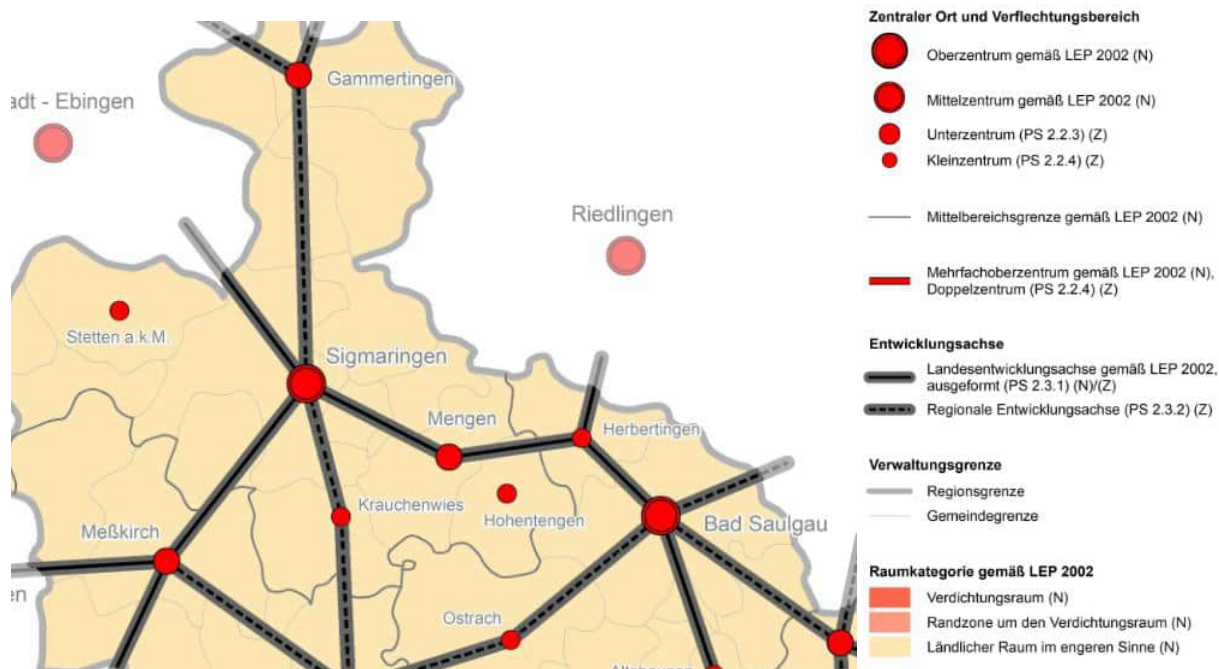 Gammertingen
adt - Ebingen
Riedlingen
Stetten a.k.M.
Sigmaringen
Mengen
Herbertingen
Krauchenwies
Hohentengen
Bad Saulgau
Meßkirch
en
Ostrach
Zentraler Ort und Verflechtungsbereich
Oberzentrum gemäß LEP 2002 (N)
Mittelzentrum gemäß LEP 2002 (N)
Unterzentrum (PS 2.2.3) (Z)
Kleinzentrum (PS 2.2.4) (Z)
Mittelbereichsgrenze gemäß LEP 2002 (N)
Mehrfachoberzentrum gemäß LEP 2002 (N),
Doppelzentrum (PS 2.2.4) (Z)
Entwicklungsachse
Landesentwicklungsachse gemäß LEP 2002,
ausgeformt (PS 2.3.1) (N)/(Z)
Regionale Entwicklungsachse (PS 2.3.2) (Z)
Verwaltungsgrenze
Regionsgrenze
Gemeindegrenze
Raumkategorie gemäß LEP 2002
Verdichtungsraum (N)
Randzone um den Verdichtungsraum (N)
Ländlicher Raum im engeren Sinne (N)